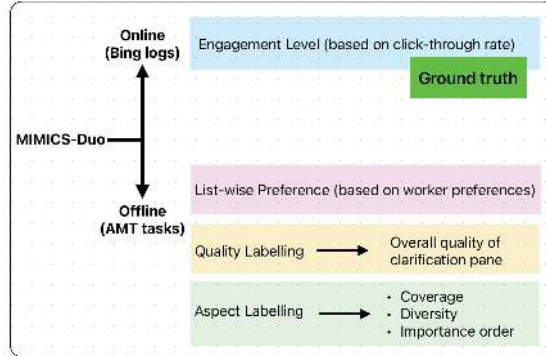 Online
(Bing logs)
Engagement Level (based on click-through rate)
Ground truth
MIMICS-Duo
List-wise Preference (based on worker preferences)
Offline
(AMT tasks)
Quality Labelling
Overall quality of
clarification pane
Aspect Labelling
• Coverage
• Diversity
• Importance order